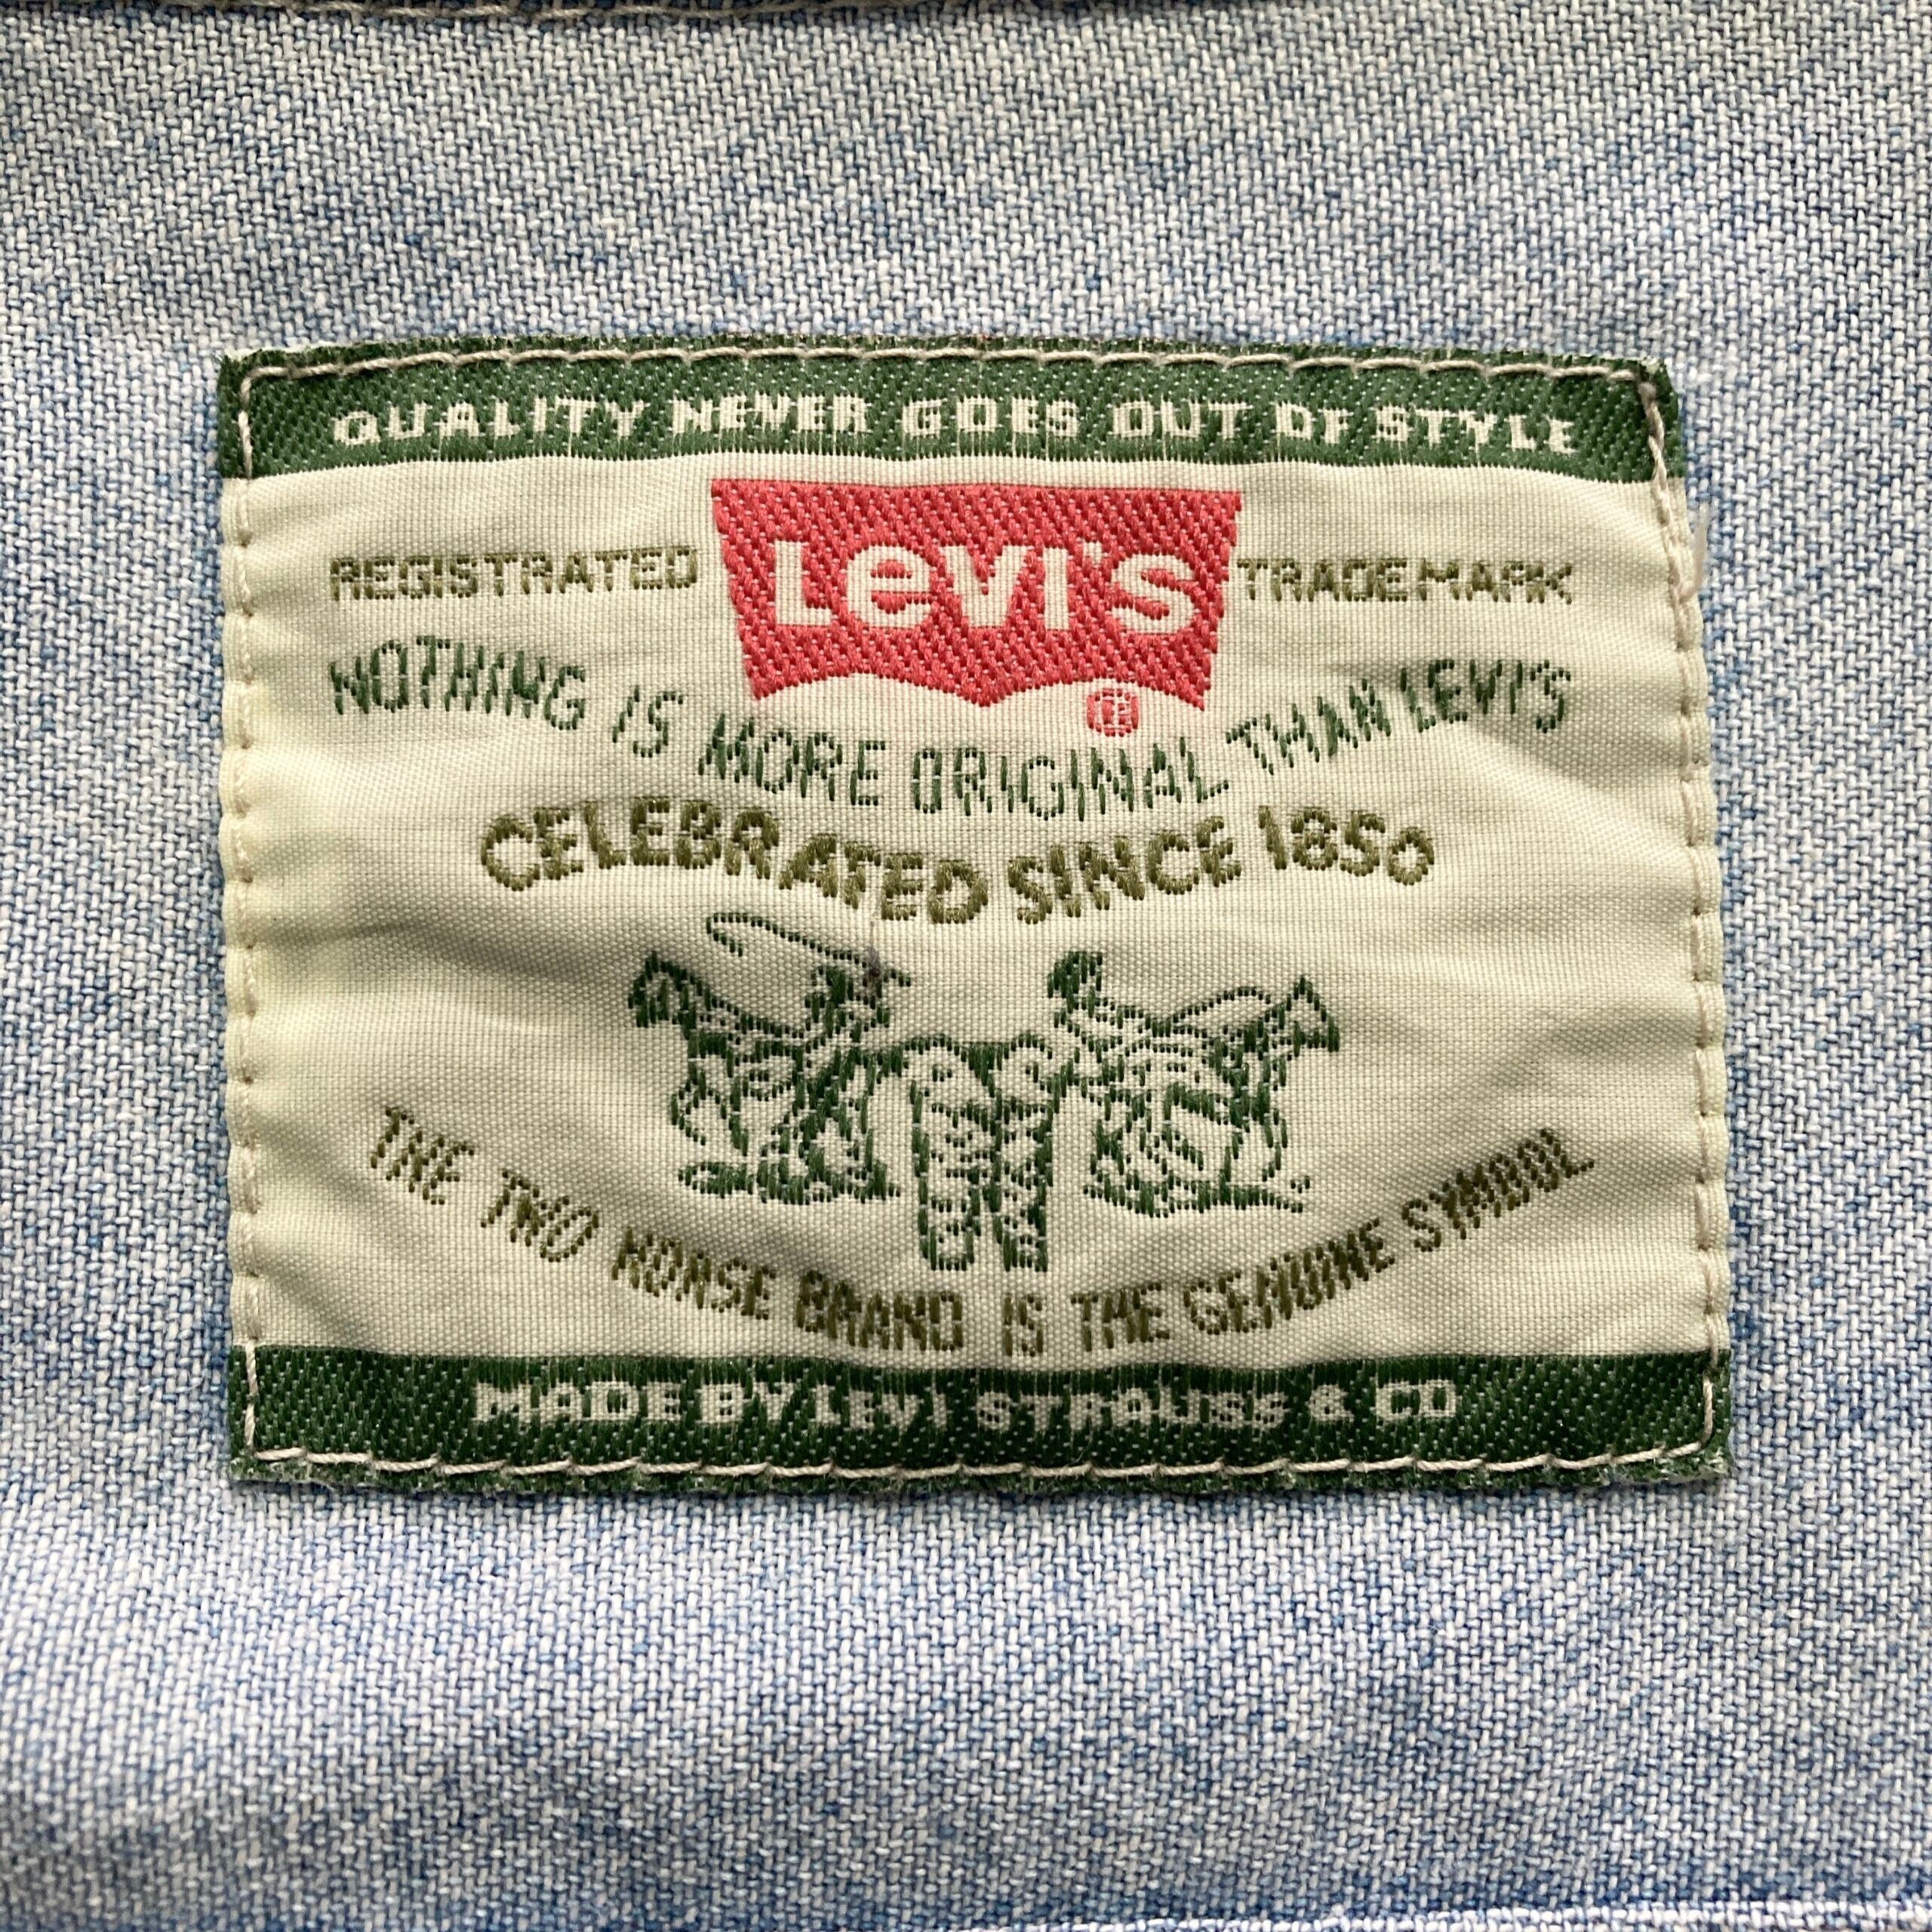 QUALITY NEVER GOES OUT OF STYLE
REGISTRATED Levi's TRADEMARK
®
NOTHING IS MORE ORIGINAL THAN LEVI'S
CELEBRATED SINCE 1850
THE TWO HORSE BRAND IS THE GENUINE SYMBOL
MADE BY LEVI STRAUSS & CO